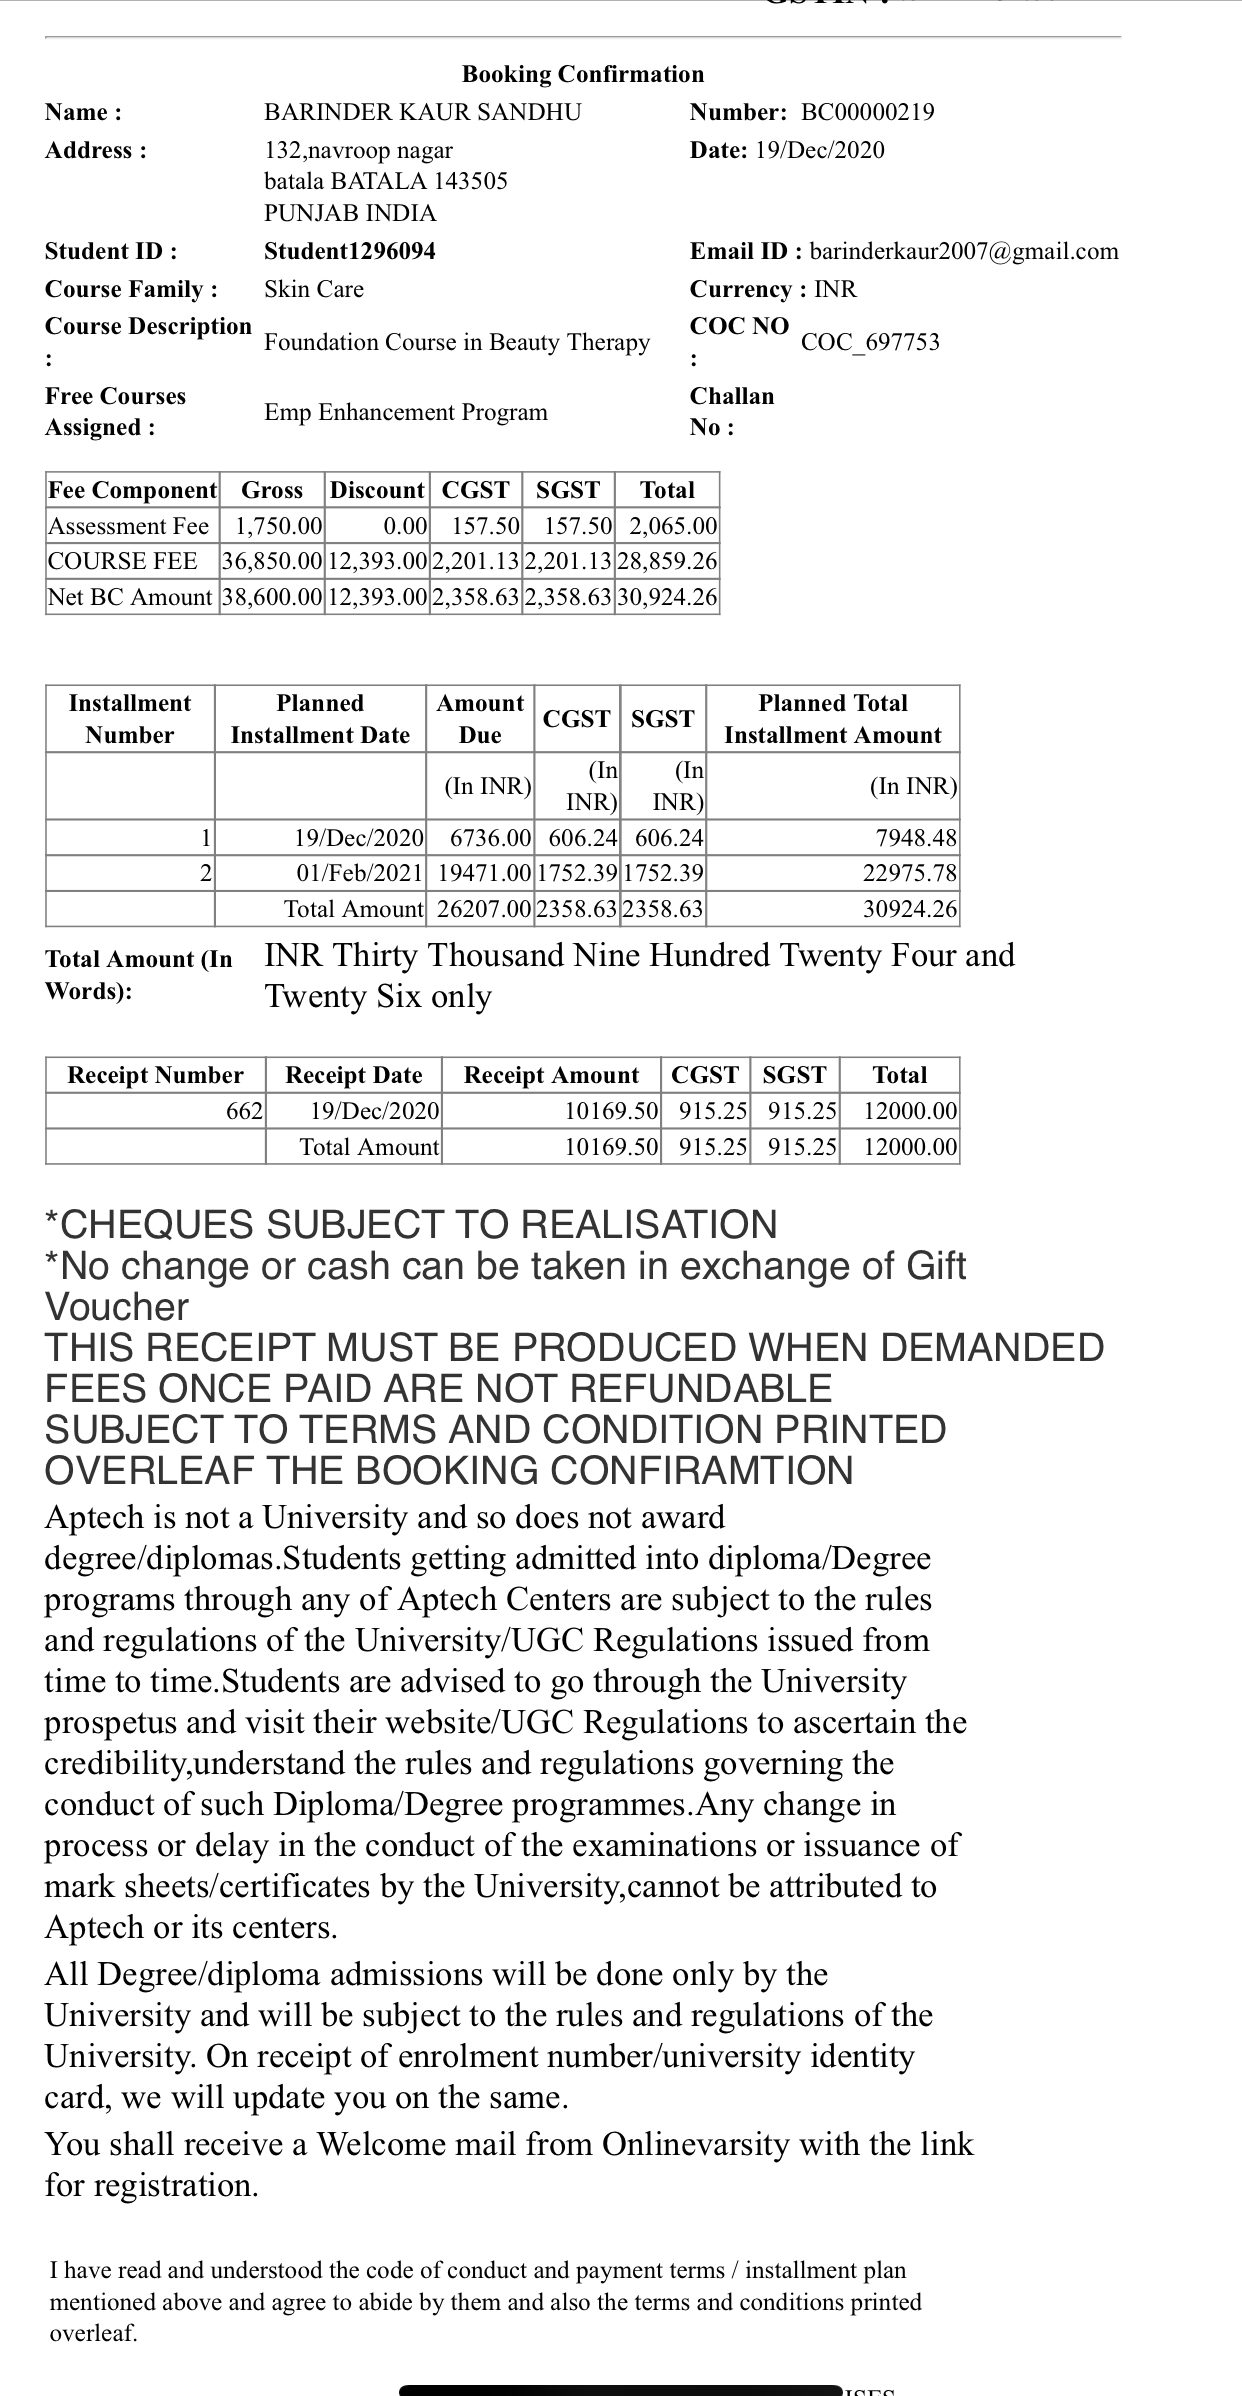 Booking Confirmation
Name : BARINDER KAUR SANDHU Number: BC00000219
Address : 132,navroop nagar Date: 19/Dec/2020
batala BATALA 143505
PUNJAB INDIA
Student ID : Student1296094 Email ID : barinderkaur2007@gmail.com
Course Family : Skin Care Currency : INR
Course Description : Foundation Course in Beauty Therapy COC NO : COC_697753
Free Courses Assigned : Emp Enhancement Program Challan No :
Fee Component Gross Discount CGST SGST Total
Assessment Fee 1,750.00 0.00 157.50 157.50 2,065.00
COURSE FEE 36,850.00 12,393.00 2,201.13 2,201.13 28,859.26
Net BC Amount 38,600.00 12,393.00 2,358.63 2,358.63 30,924.26
Installment Number Planned Installment Date Amount Due CGST SGST Planned Total Installment Amount
(In INR) (In INR) (In INR) (In INR)
1 19/Dec/2020 6736.00 606.24 606.24 7948.48
2 01/Feb/2021 19471.00 1752.39 1752.39 22975.78
Total Amount 26207.00 2358.63 2358.63 30924.26
Total Amount (In Words): INR Thirty Thousand Nine Hundred Twenty Four and
Twenty Six only
Receipt Number Receipt Date Receipt Amount CGST SGST Total
662 19/Dec/2020 10169.50 915.25 915.25 12000.00
Total Amount 10169.50 915.25 915.25 12000.00
*CHEQUES SUBJECT TO REALISATION
*No change or cash can be taken in exchange of Gift
Voucher
THIS RECEIPT MUST BE PRODUCED WHEN DEMANDED
FEES ONCE PAID ARE NOT REFUNDABLE
SUBJECT TO TERMS AND CONDITION PRINTED
OVERLEAF THE BOOKING CONFIRAMTION
Aptech is not a University and so does not award
degree/diplomas.Students getting admitted into diploma/Degree
programs through any of Aptech Centers are subject to the rules
and regulations of the University/UGC Regulations issued from
time to time.Students are advised to go through the University
prospetus and visit their website/UGC Regulations to ascertain the
credibility,understand the rules and regulations governing the
conduct of such Diploma/Degree programmes.Any change in
process or delay in the conduct of the examinations or issuance of
mark sheets/certificates by the University,cannot be attributed to
Aptech or its centers.
All Degree/diploma admissions will be done only by the
University and will be subject to the rules and regulations of the
University. On receipt of enrolment number/university identity
card, we will update you on the same.
You shall receive a Welcome mail from Onlinevarsity with the link
for registration.
I have read and understood the code of conduct and payment terms / installment plan
mentioned above and agree to abide by them and also the terms and conditions printed
overleaf.